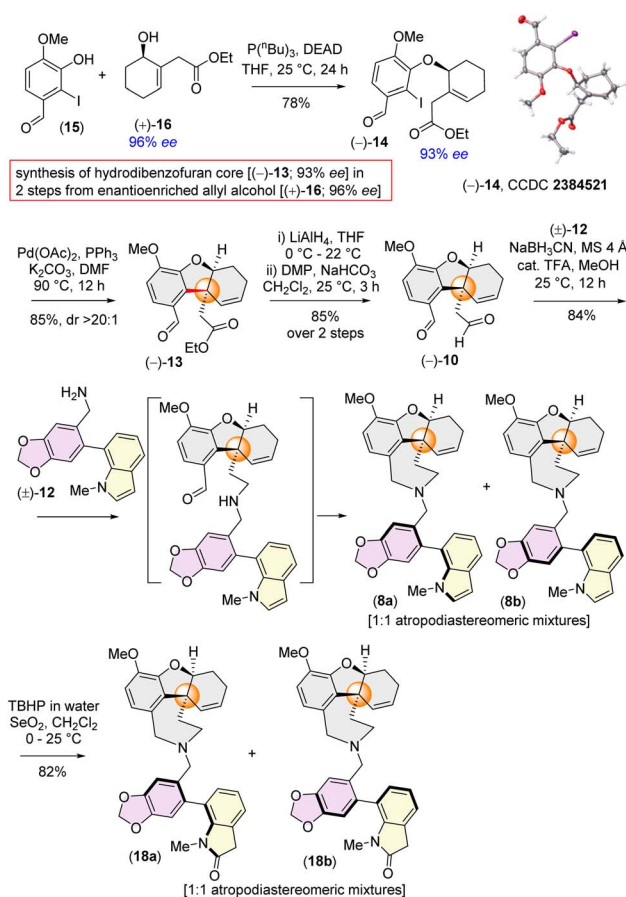 OMe
OH
I
O
(15)
+
OH
O
O
Et
(+)-16
96% ee
P(ⁿBu)₃, DEAD
THF, 25 °C, 24 h
78%
MeO
O
I
O
O
OEt
(−)-14
93% ee
(−)-14, CCDC 2384521
synthesis of hydrodibenzofuran core [(−)-13; 93% ee] in
2 steps from enantioenriched allyl alcohol [(+)-16; 96% ee]
Pd(OAc)₂, PPh₃
K₂CO₃, DMF
90 °C, 12 h
85%, dr >20:1
MeO
O
H
O
EtO
O
(−)-13
i) LiAlH₄, THF
0 °C - 22 °C
ii) DMP, NaHCO₃
CH₂Cl₂, 25 °C, 3 h
85%
over 2 steps
MeO
O
H
O
O
H
(−)-10
(±)-12
NaBH₃CN, MS 4 Å
cat. TFA, MeOH
25 °C, 12 h
84%
H₂N
O
O
Me
N
(±)-12
MeO
O
H
O
HN
O
O
Me-N
MeO
O
H
N
O
O
Me-N
(8a)
+
MeO
O
H
N
O
O
Me-N
(8b)
[1:1 atropodiastereomeric mixtures]
TBHP in water
SeO₂, CH₂Cl₂
0 - 25 °C
82%
MeO
O
H
N
O
O
Me-N
O
(18a)
+
MeO
O
H
N
O
O
Me-N
O
(18b)
[1:1 atropodiastereomeric mixtures]